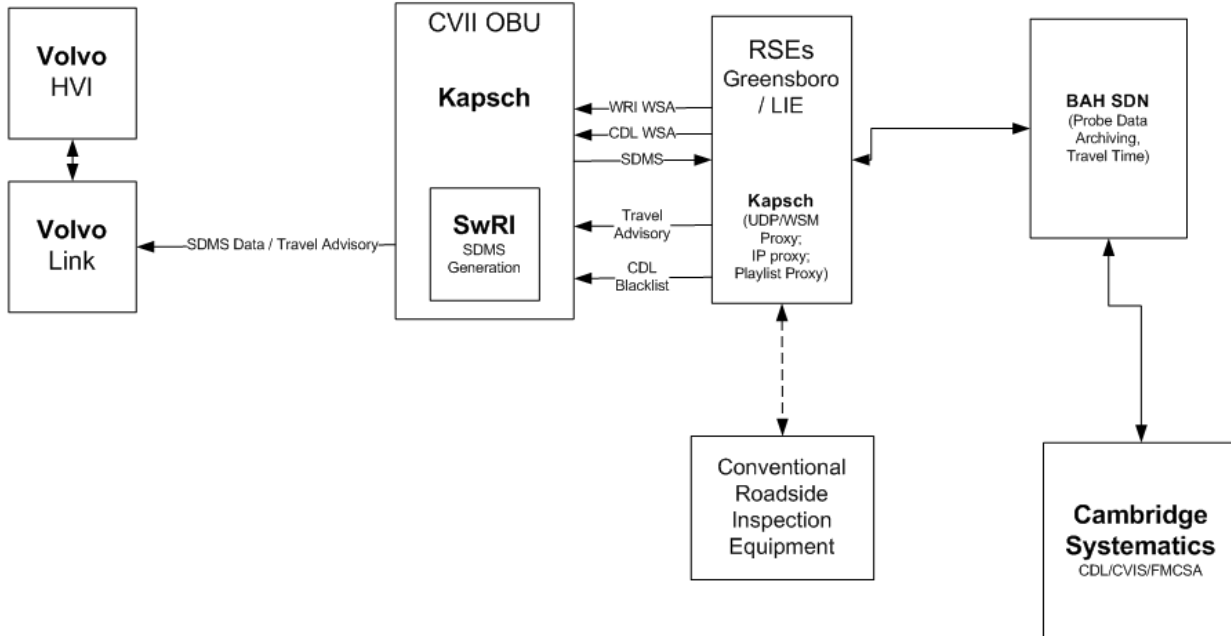 Volvo
HVI
Volvo
Link
SDMS Data / Travel Advisory
CVII OBU
Kapsch
SwRI
SDMS
Generation
WRI WSA
CDL WSA
SDMS
Travel
Advisory
CDL
Blacklist
RSEs
Greensboro
/ LIE
Kapsch
(UDP/WSM
Proxy;
IP proxy;
Playlist Proxy)
Conventional
Roadside
Inspection
Equipment
BAH SDN
(Probe Data
Archiving,
Travel Time)
Cambridge
Systematics
CDL/CVIS/FMCSA